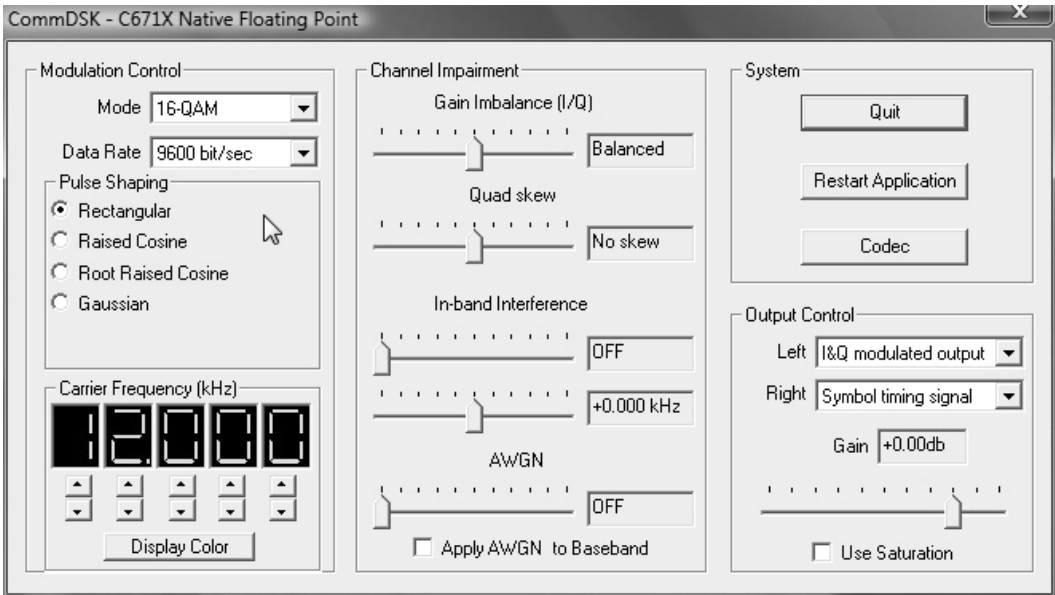 CommDSK - C671X Native Floating Point
X
Modulation Control
Mode 16-QAM
Data Rate 9600 bit/sec
Pulse Shaping
Rectangular
Raised Cosine
Root Raised Cosine
Gaussian
Carrier Frequency (kHz)
12.000
Display Color
Channel Impairment
Gain Imbalance (I/Q)
Balanced
Quad skew
No skew
In-band Interference
OFF
+0.000 kHz
AWGN
OFF
Apply AWGN to Baseband
System
Quit
Restart Application
Codec
Output Control
Left I&Q modulated output
Right Symbol timing signal
Gain +0.00db
Use Saturation